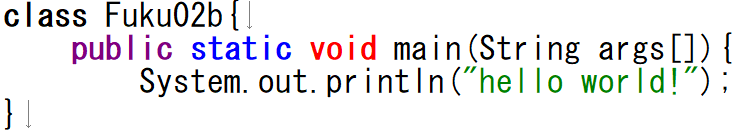 class Fuku02b{↓
    public static void main(String args[]){
        System.out.println("hello world!");
}↓